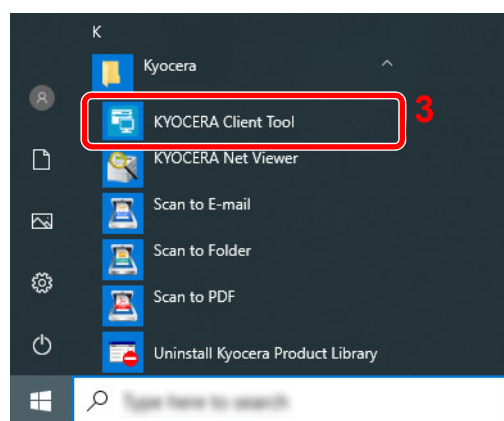 K
Kyocera
KYOCERA Client Tool
3
KYOCERA Net Viewer
Scan to E-mail
Scan to Folder
Scan to PDF
Uninstall Kyocera Product Library
Type here to search